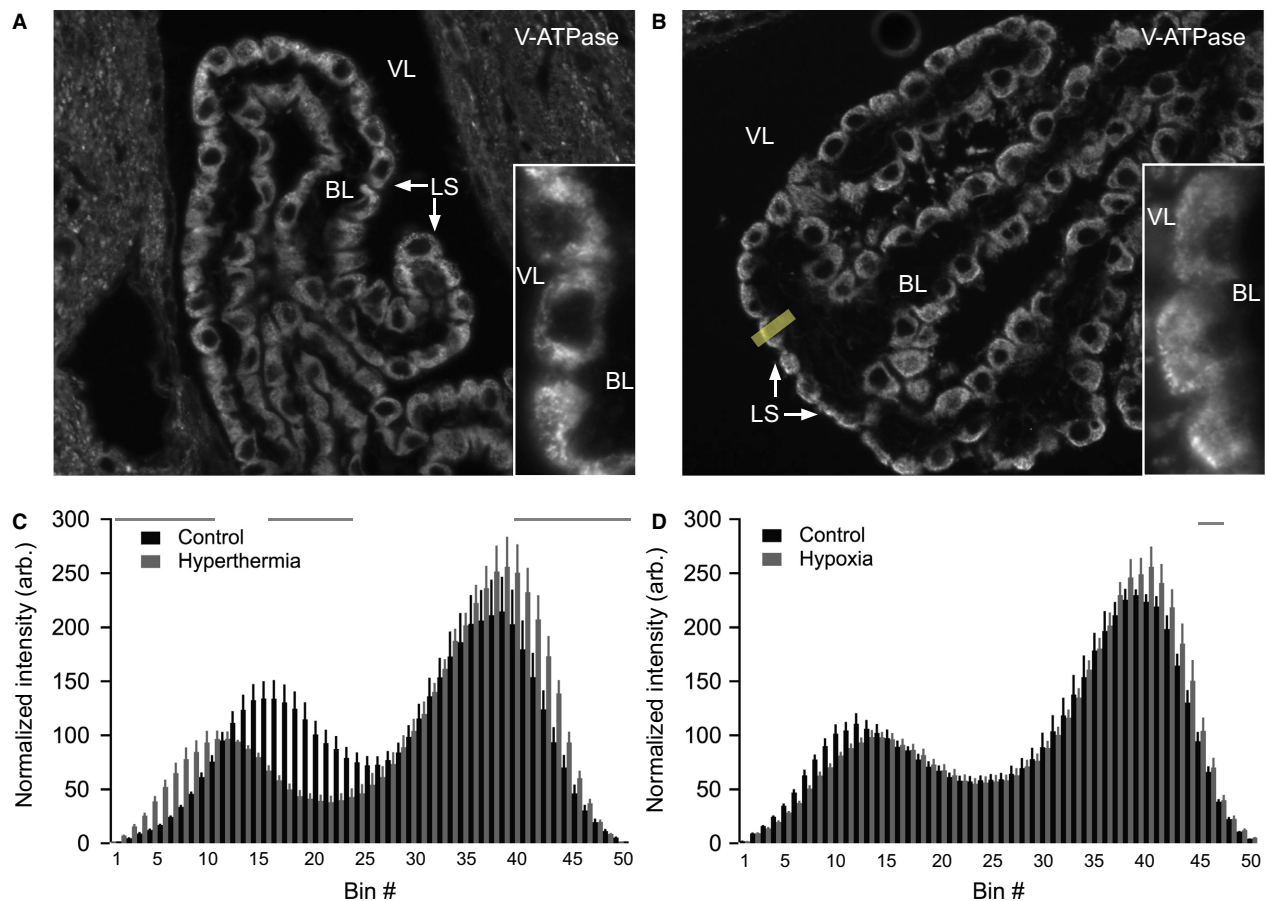 A
V-ATPase
VL
BL
LS
VL
BL
B
V-ATPase
VL
VL
BL
BL
LS
C
Normalized intensity (arb.)
300
250
200
150
100
50
0
Control
Hyperthermia
1 5 10 15 20 25 30 35 40 45 50
Bin #
D
Normalized intensity (arb.)
300
250
200
150
100
50
0
Control
Hypoxia
1 5 10 15 20 25 30 35 40 45 50
Bin #